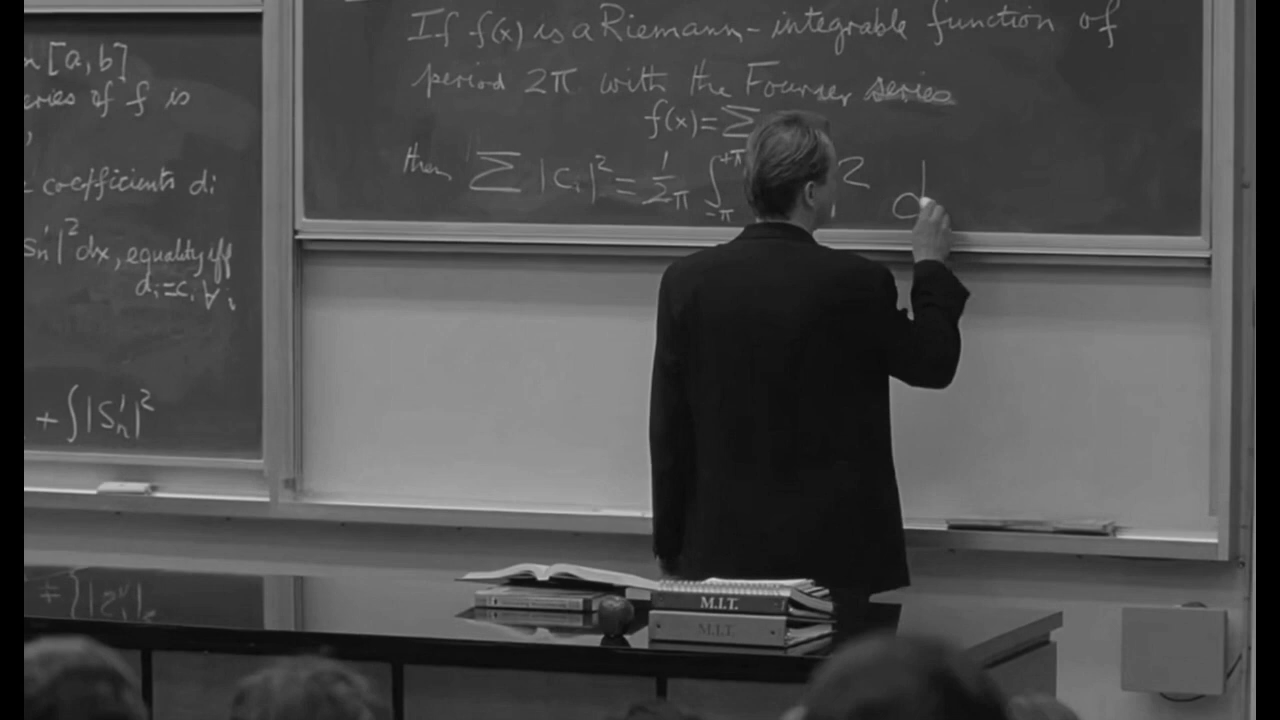 n [a,b]
eries of f is
coefficients di
sn'|² dx, equality iff
di=ci ∀i
+ ∫|Sn'|²
If f(x) is a Riemann-integrable function of
period 2π with the Fourier series
f(x)=∑
then ∑ |ci|² = 1/2π ∫-π+π 2 d
M.I.T.
M.I.T.